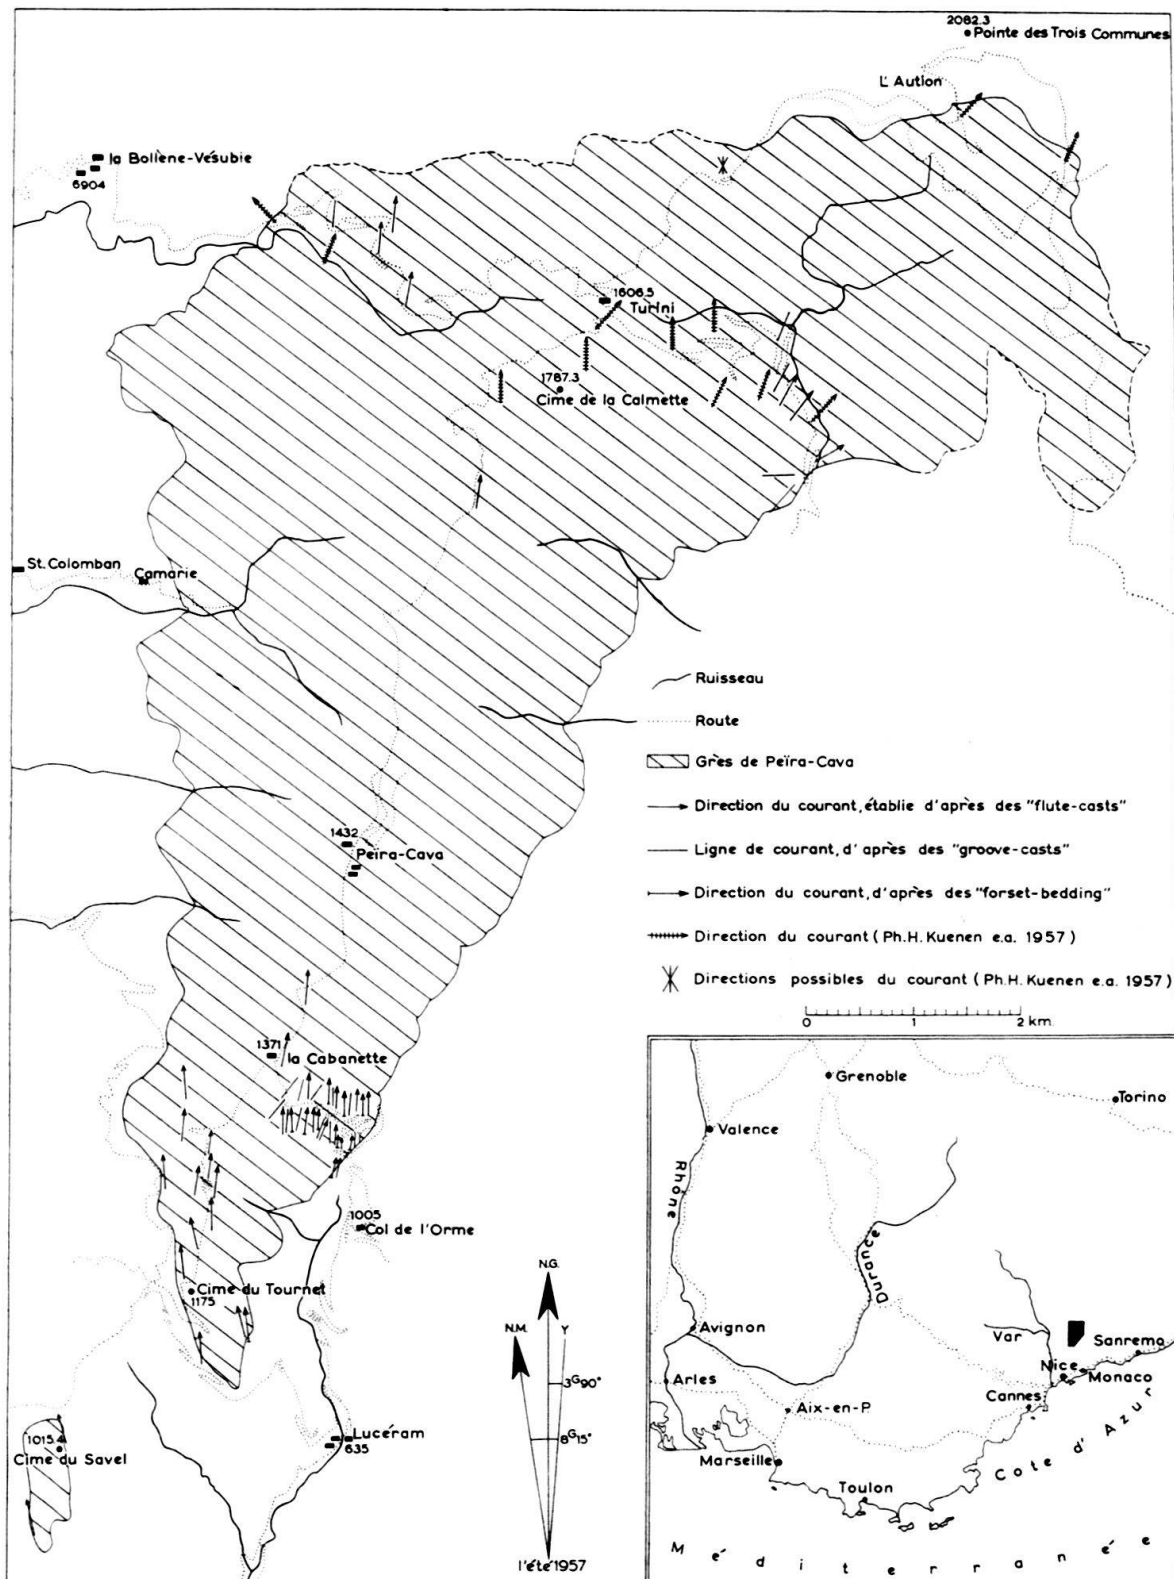 2082.3
Pointe des Trois Communes
L'Aution
la Bollène-Vésubie
6904
1606.5
Turini
1787.3
Cime de la Calmette
St. Colomban
Camarie
Ruisseau
Route
Grès de Peïra-Cava
Direction du courant, établie d'après des "flute-casts"
Ligne de courant, d'après des "groove-casts"
Direction du courant, d'après des "forset-bedding"
Direction du courant (Ph.H. Kuenen e.a. 1957)
Directions possibles du courant (Ph.H. Kuenen e.a. 1957)
0 1 2 km
1432
Peïra-Cava
1371
la Cabanette
1005
Col de l'Orme
Cime du Tournet
1175
Lucéram
635
1015.4
Cime du Savel
N.G.
N.M. Y
3G90°
8G15°
l'été 1957
Grenoble
Torino
Valence
Rhône
Durance
Avignon
Var
Sanremo
Nice
Monaco
Arles
Cannes
Aix-en-P.
Marseille
Toulon
Cote d'Azur
Méditerranée